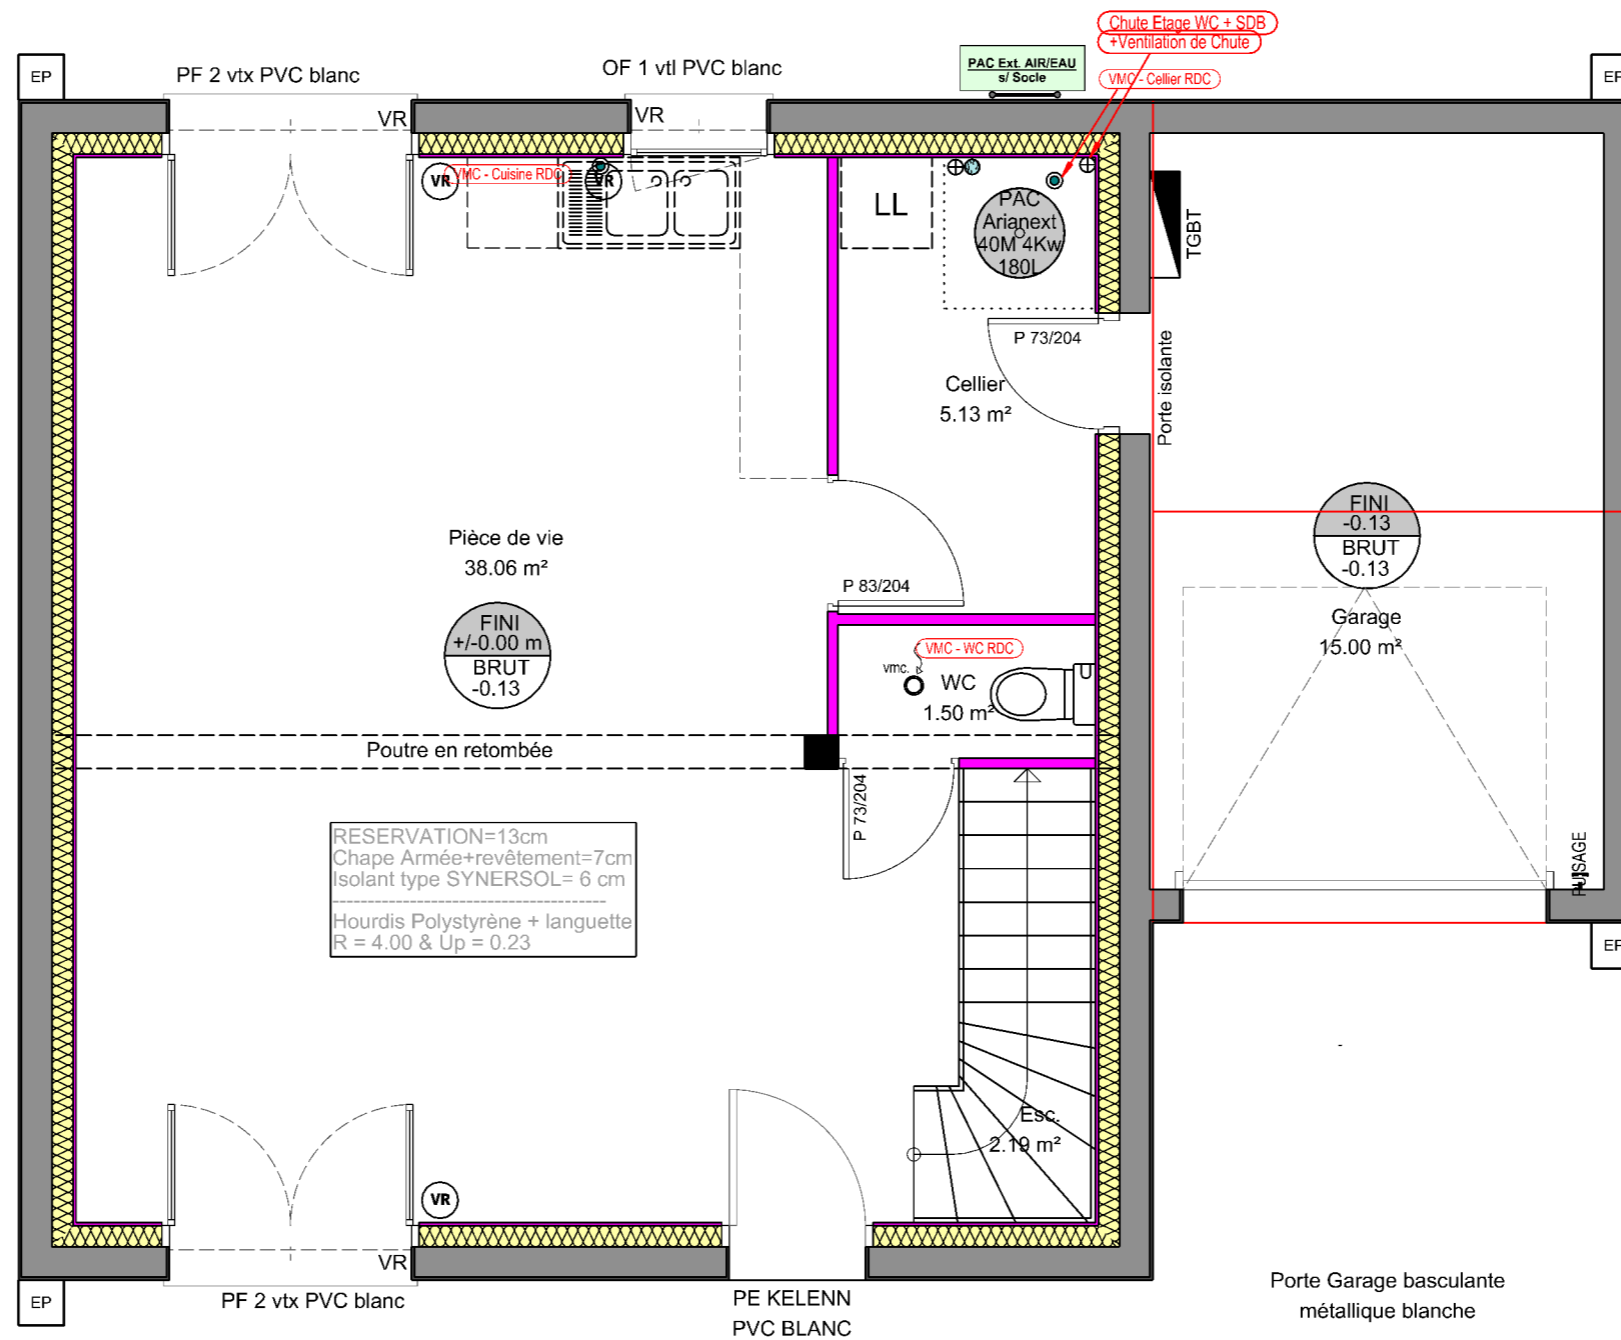 Chute Etage WC + SDB
+Ventilation de Chute
EP
PF 2 vtx PVC blanc
OF 1 vtl PVC blanc
PAC Ext. AIR/EAU
s/ Socle
VMC - Cellier RDC
EP
VR
VR
VR
VMC - Cuisine RDC
VR
LL
PAC
Arianext
40M 4Kw
180L
TGBT
P 73/204
Porte isolante
Cellier
5.13 m²
FINI
-0.13
BRUT
-0.13
Pièce de vie
38.06 m²
P 83/204
FINI
+/-0.00 m
BRUT
-0.13
Garage
15.00 m²
VMC - WC RDC
vmc.
WC
1.50 m²
Poutre en retombée
P 73/204
RESERVATION=13cm
Chape Armée+revêtement=7cm
Isolant type SYNERSOL= 6 cm
---------------------------------------
Hourdis Polystyrène + languette
R = 4.00 & Up = 0.23
PUISAGE
EP
-
Esc.
2.19 m²
VR
VR
EP
PF 2 vtx PVC blanc
PE KELENN
PVC BLANC
Porte Garage basculante
métallique blanche